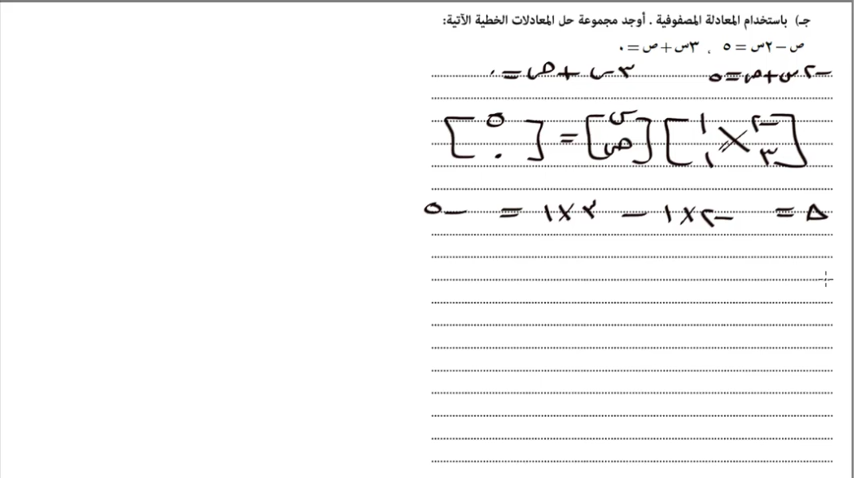 جـ) باستخدام المعادلة المصفوفية . أوجد مجموعة حل المعادلات الخطية الآتية:
ص – ٢س = ٥ ، ٣س + ص = ٠
-٢س + ص = ٥ ٣س + ص = ٠
[-٢ ١] [س] = [٥]
[٣ ١] [ص] [٠]
Δ = -٢×١ – ٣×١ = -٥